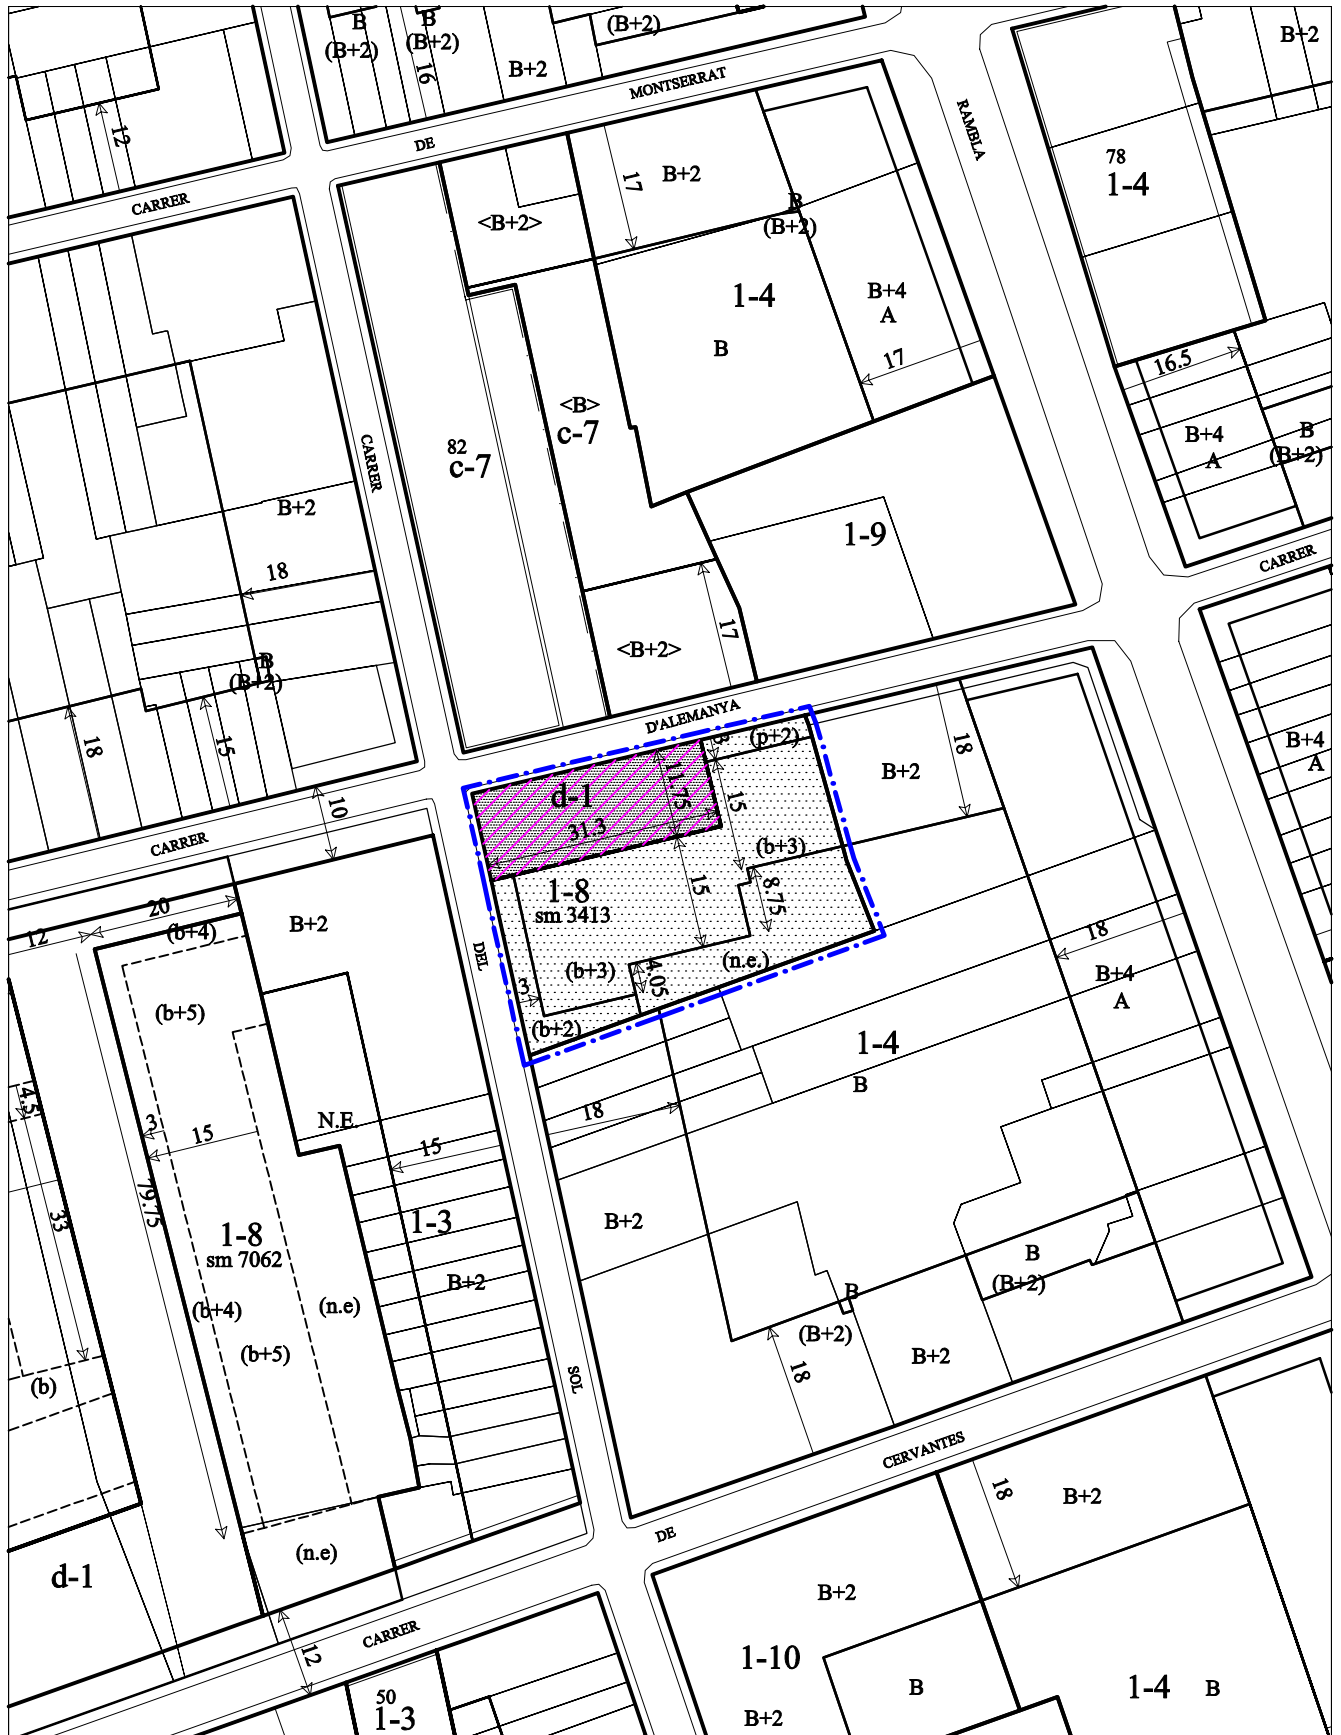 B
(B+2)
B
(B+2)
16
B+2
(B+2)
B+2
MONTSERRAT
DE
RAMBLA
12
CARRER
78
1-4
B+2
17
<B+2>
B
(B+2)
1-4
B+4
A
B
17
16.5
<B>
c-7
82
c-7
CARRER
B+4
A
B
(B+2)
B+2
1-9
CARRER
18
17
<B+2>
B
(B+2)
18
15
D'ALEMANYA
3
(p+2)
18
B+2
B+4
A
11.75
d-1
15
31.3
10
CARRER
(b+3)
1-8
sm 3413
15
8.75
20
12
(b+4)
B+2
DEL
18
(b+3)
4.05
(n.e.)
3
(b+2)
B+4
A
(b+5)
1-4
B
4.5
3
15
N.E.
18
15
79.75
33
1-8
sm 7062
1-3
B+2
B+2
B
(B+2)
(b+4)
(n.e)
B
(B+2)
(b+5)
B+2
(b)
SOL
18
CERVANTES
18
B+2
DE
(n.e)
d-1
B+2
CARRER
12
1-10
B
1-4
B
50
1-3
B+2